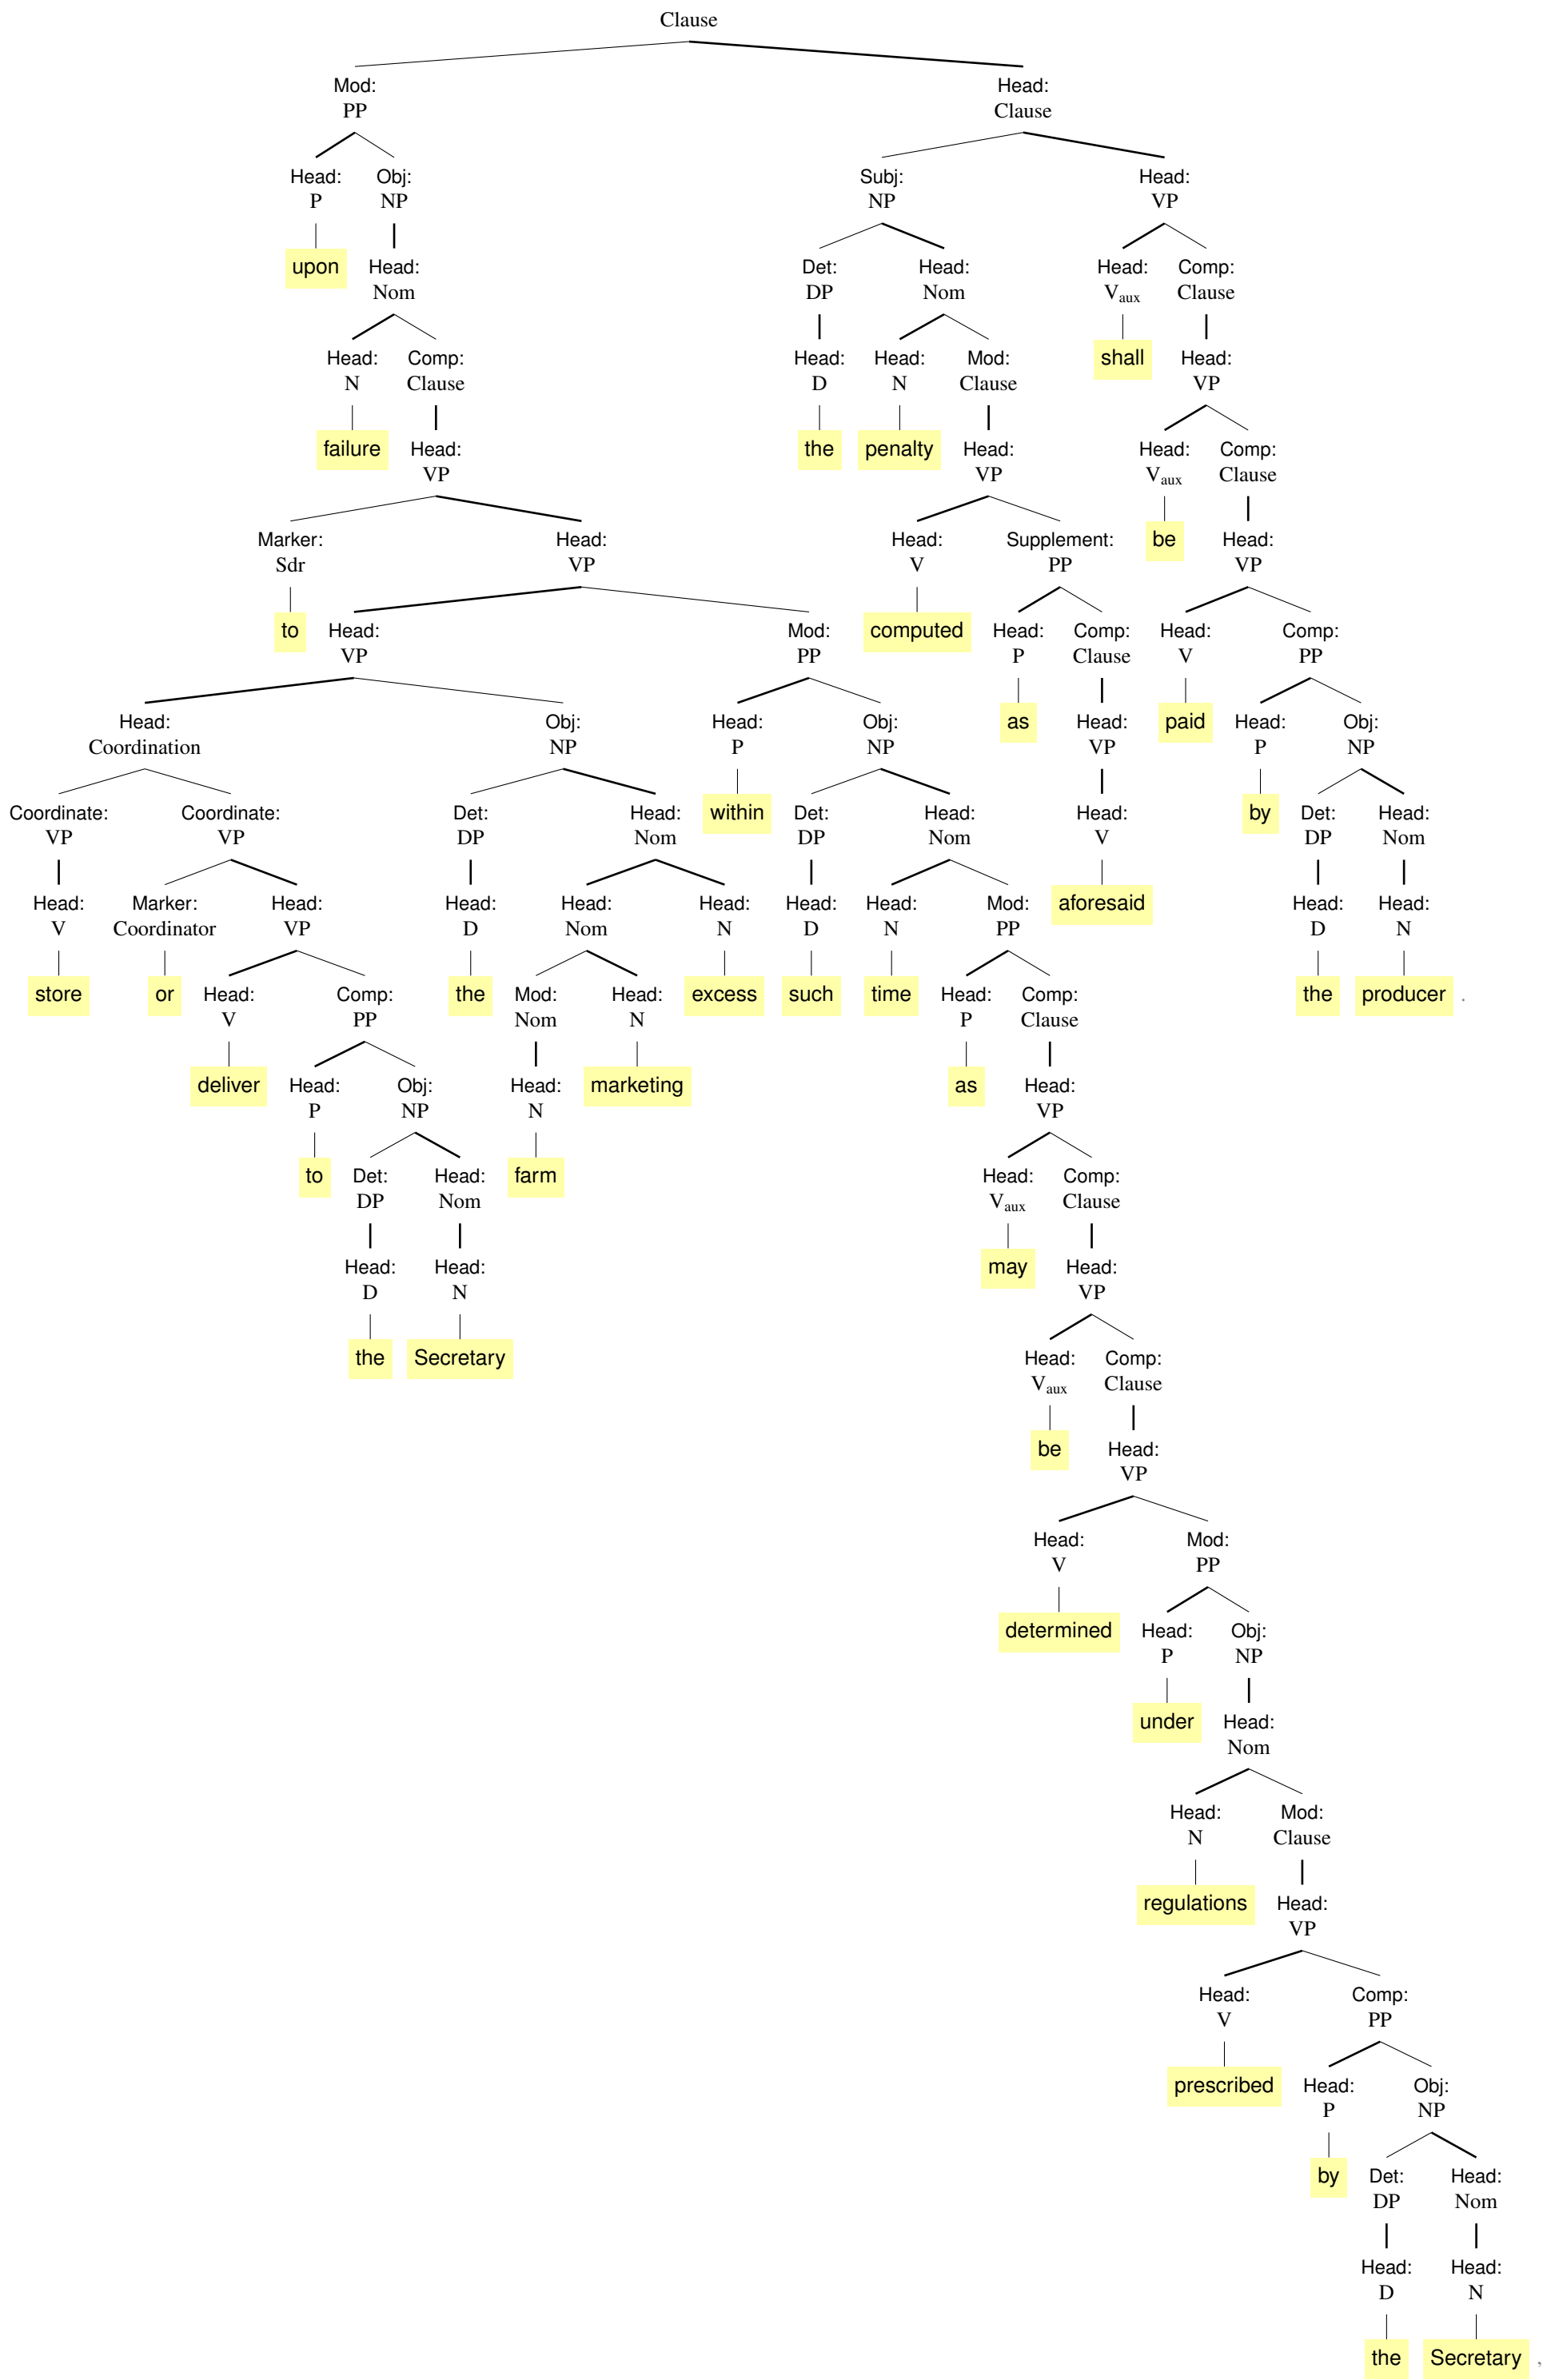 Clause
Mod: Head:
PP Clause
Head: Obj: Subj: Head:
P NP NP VP
upon Head: Det: Head: Head: Comp:
Nom DP Nom Vaux Clause
Head: Comp: Head: Head: Mod: shall Head:
N Clause D N Clause VP
failure Head: the penalty Head: Head: Comp:
VP VP Vaux Clause
Marker: Head: Head: Supplement: be Head:
Sdr VP V PP VP
to Head: Mod: computed Head: Comp: Head: Comp:
VP PP P Clause V PP
Head: Obj: Head: Obj: as Head: paid Head: Obj:
Coordination NP P NP VP P NP
Coordinate: Coordinate: Det: Head: within Det: Head: Head: by Det: Head:
VP VP DP Nom DP Nom V DP Nom
Head: Marker: Head: Head: Head: Head: Head: Head: Mod: aforesaid Head: Head:
V Coordinator VP D Nom N D N PP D N
store or Head: Comp: the Mod: Head: excess such time Head: Comp: the producer .
V PP Nom N P Clause
deliver Head: Obj: Head: marketing as Head:
P NP N VP
to Det: Head: farm Head: Comp:
DP Nom Vaux Clause
Head: Head: may Head:
D N VP
the Secretary Head: Comp:
Vaux Clause
be Head:
VP
Head: Mod:
V PP
determined Head: Obj:
P NP
under Head:
Nom
Head: Mod:
N Clause
regulations Head:
VP
Head: Comp:
V PP
prescribed Head: Obj:
P NP
by Det: Head:
DP Nom
Head: Head:
D N
the Secretary ,